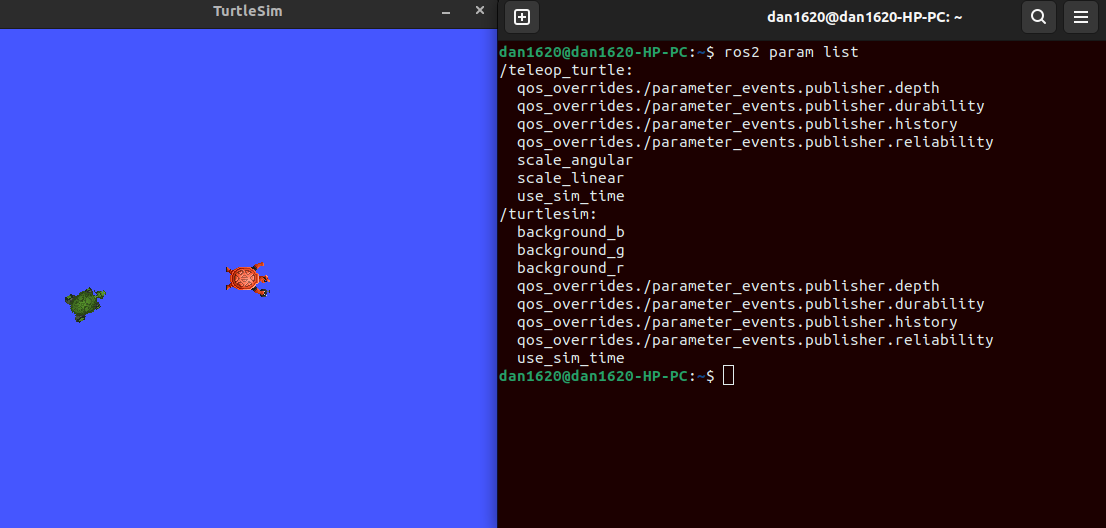 TurtleSim
dan1620@dan1620-HP-PC: ~
dan1620@dan1620-HP-PC:~$ ros2 param list
/teleop_turtle:
  qos_overrides./parameter_events.publisher.depth
  qos_overrides./parameter_events.publisher.durability
  qos_overrides./parameter_events.publisher.history
  qos_overrides./parameter_events.publisher.reliability
  scale_angular
  scale_linear
  use_sim_time
/turtlesim:
  background_b
  background_g
  background_r
  qos_overrides./parameter_events.publisher.depth
  qos_overrides./parameter_events.publisher.durability
  qos_overrides./parameter_events.publisher.history
  qos_overrides./parameter_events.publisher.reliability
  use_sim_time
dan1620@dan1620-HP-PC:~$